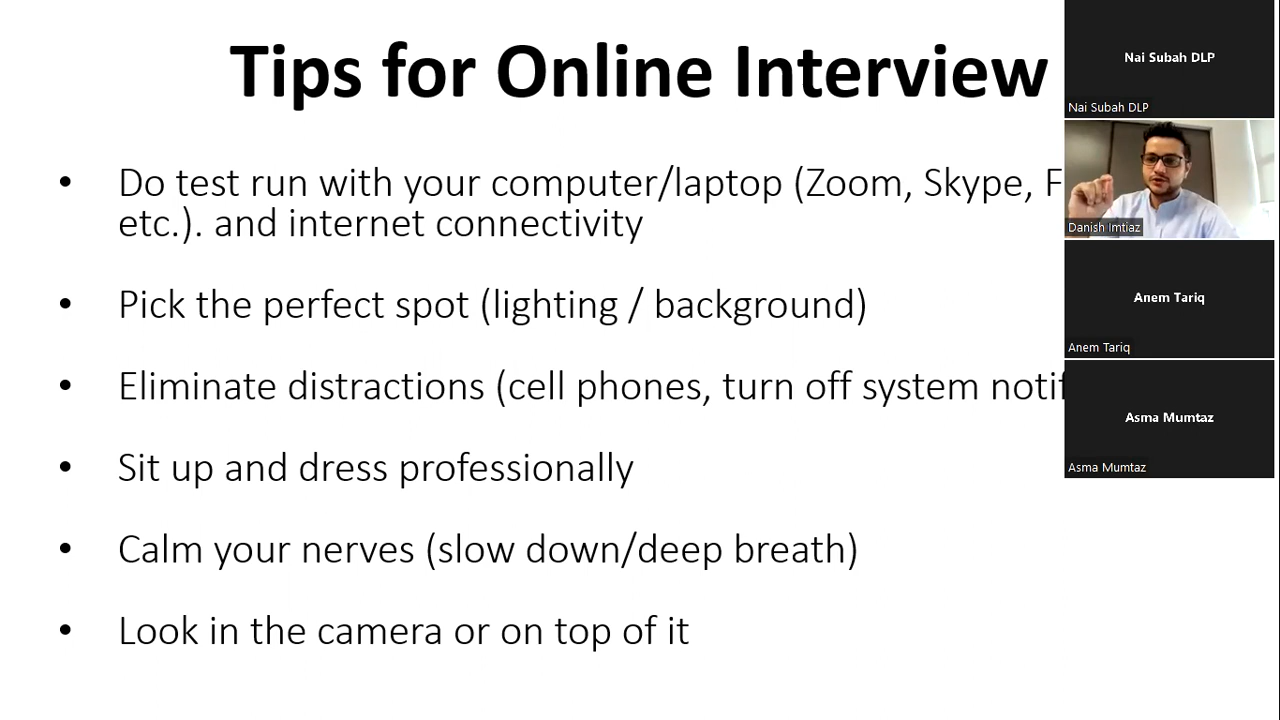 Tips for Online Interview
• Do test run with your computer/laptop (Zoom, Skype,
etc.). and internet connectivity
• Pick the perfect spot (lighting / background)
• Eliminate distractions (cell phones, turn off system
• Sit up and dress professionally
• Calm your nerves (slow down/deep breath)
• Look in the camera or on top of it
Nai Subah DLP
Nai Subah DLP
Danish Imtiaz
Anem Tariq
Anem Tariq
Asma Mumtaz
Asma Mumtaz